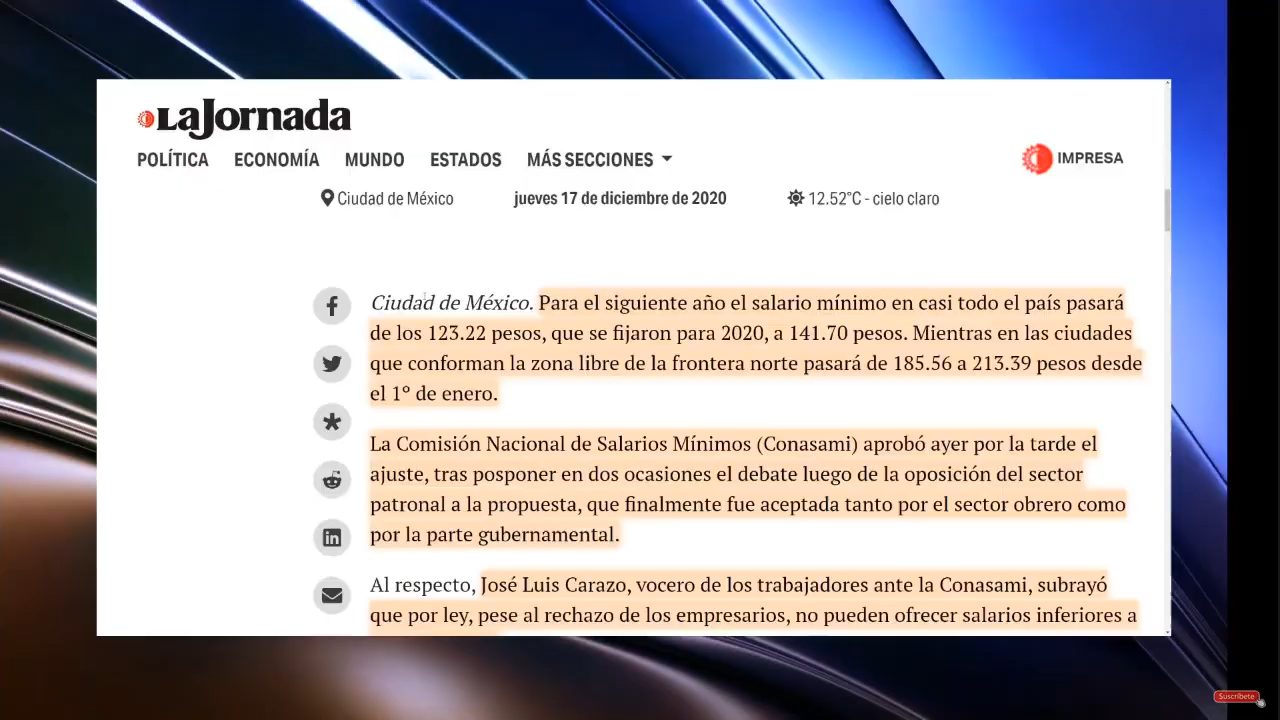 La Jornada
POLÍTICA ECONOMÍA MUNDO ESTADOS MÁS SECCIONES IMPRESA
Ciudad de México jueves 17 de diciembre de 2020 12.52°C - cielo claro
Ciudad de México. Para el siguiente año el salario mínimo en casi todo el país pasará
de los 123.22 pesos, que se fijaron para 2020, a 141.70 pesos. Mientras en las ciudades
que conforman la zona libre de la frontera norte pasará de 185.56 a 213.39 pesos desde
el 1º de enero.
La Comisión Nacional de Salarios Mínimos (Conasami) aprobó ayer por la tarde el
ajuste, tras posponer en dos ocasiones el debate luego de la oposición del sector
patronal a la propuesta, que finalmente fue aceptada tanto por el sector obrero como
por la parte gubernamental.
Al respecto, José Luis Carazo, vocero de los trabajadores ante la Conasami, subrayó
que por ley, pese al rechazo de los empresarios, no pueden ofrecer salarios inferiores a
Suscríbete